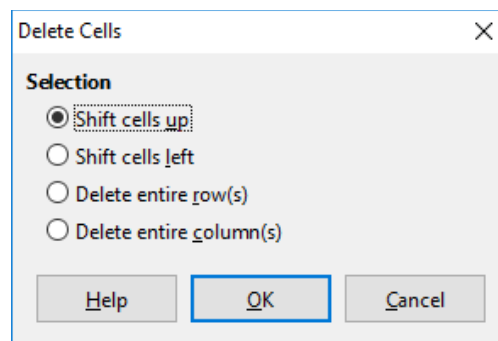 Delete Cells
Selection
Shift cells up
Shift cells left
Delete entire row(s)
Delete entire column(s)
Help OK Cancel